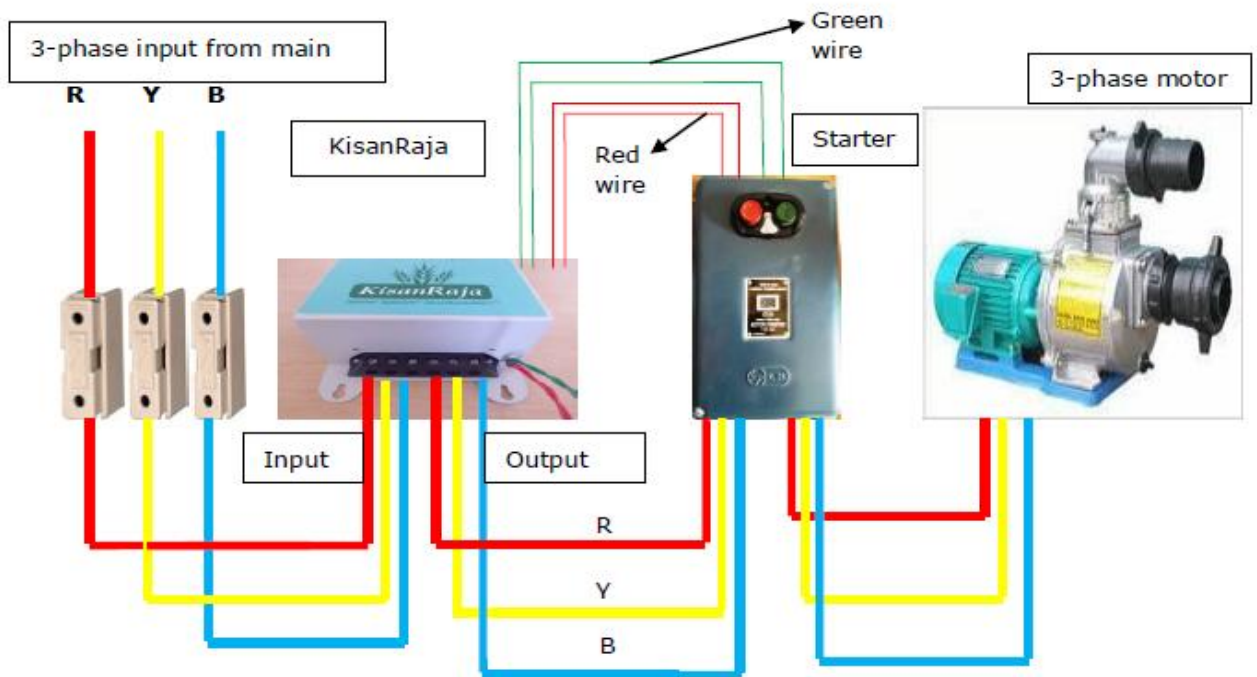 3-phase input from main
R Y B
KisanRaja
Green
wire
Red
wire
Starter
3-phase motor
KisanRaja
Input
Output
R
Y
B